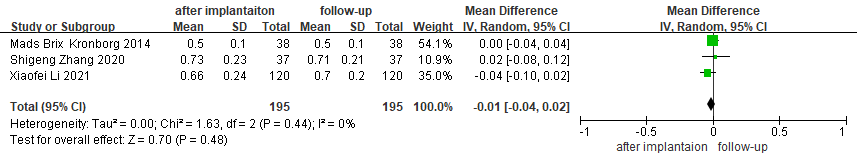 after implantaiton follow-up Mean Difference Mean Difference
Study or Subgroup Mean SD Total Mean SD Total Weight IV, Random, 95% CI IV, Random, 95% CI
Mads Brix Kronborg 2014 0.5 0.1 38 0.5 0.1 38 54.1% 0.00 [-0.04, 0.04]
Shigeng Zhang 2020 0.73 0.23 37 0.71 0.21 37 10.9% 0.02 [-0.08, 0.12]
Xiaofei Li 2021 0.66 0.24 120 0.7 0.2 120 35.0% -0.04 [-0.10, 0.02]
Total (95% CI) 195 195 100.0% -0.01 [-0.04, 0.02]
Heterogeneity: Tau² = 0.00; Chi² = 1.63, df = 2 (P = 0.44); I² = 0%
Test for overall effect: Z = 0.70 (P = 0.48)
-1 -0.5 0 0.5 1
after implantaion follow-up